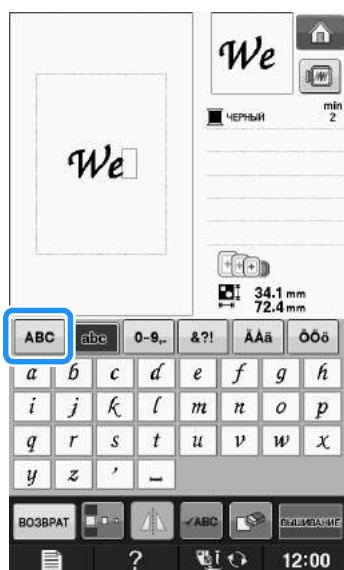 We
min
ЧЕРНЫЙ 2
We
34.1 mm
72.4 mm
ABC abc 0-9,.. &?! ÄÅä ÖÕö
a b c d e f g h
i j k l m n o p
q r s t u v w x
y z ' _
ВОЗВРАТ ✓ABC ВЫШИВАНИЕ
? 12:00